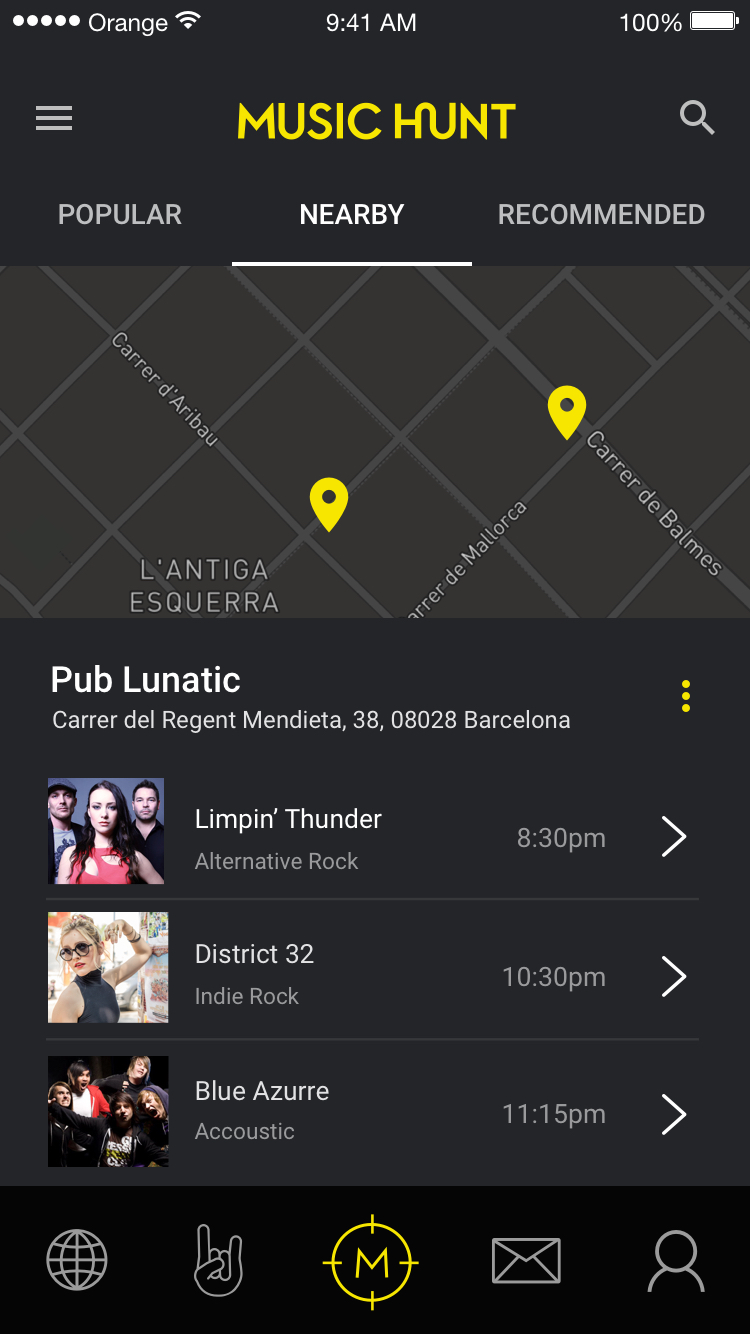 Orange 9:41 AM 100%
MUSIC HUNT
POPULAR NEARBY RECOMMENDED
Carrer d'Aribau
Carrer de Balmes
Carrer de Mallorca
L'ANTIGA
ESQUERRA
Pub Lunatic
Carrer del Regent Mendieta, 38, 08028 Barcelona
Limpin’ Thunder
8:30pm
Alternative Rock
District 32
10:30pm
Indie Rock
Blue Azurre
11:15pm
Accoustic
M